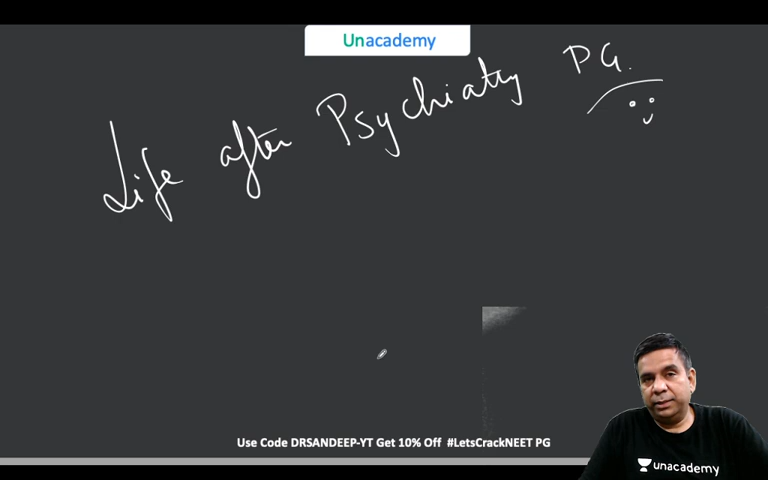 Unacademy
Life after Psychiatry PG.
Use Code DRSANDEEP-YT Get 10% Off #LetsCrackNEET PG
unacademy